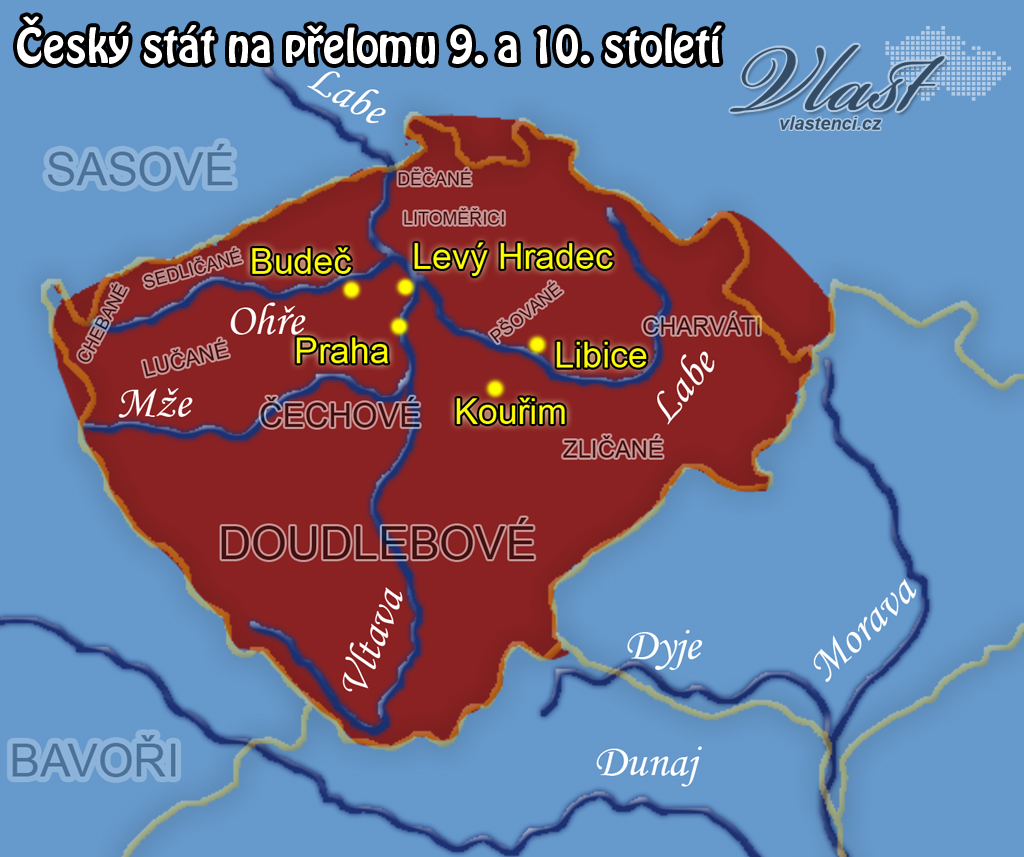 Český stát na přelomu 9. a 10. století
Vlast
vlastenci.cz
Labe
SASOVÉ
DĚČANÉ
LITOMĚŘICI
SEDLIČANÉ
Budeč
Levý Hradec
CHEBANÉ
Ohře
PŠOVANÉ
CHARVÁTI
LUČANÉ
Praha
Libice
Mže
ČECHOVÉ
Kouřim
Labe
ZLIČANÉ
DOUDLEBOVÉ
Vltava
Dyje
Morava
BAVOŘI
Dunaj